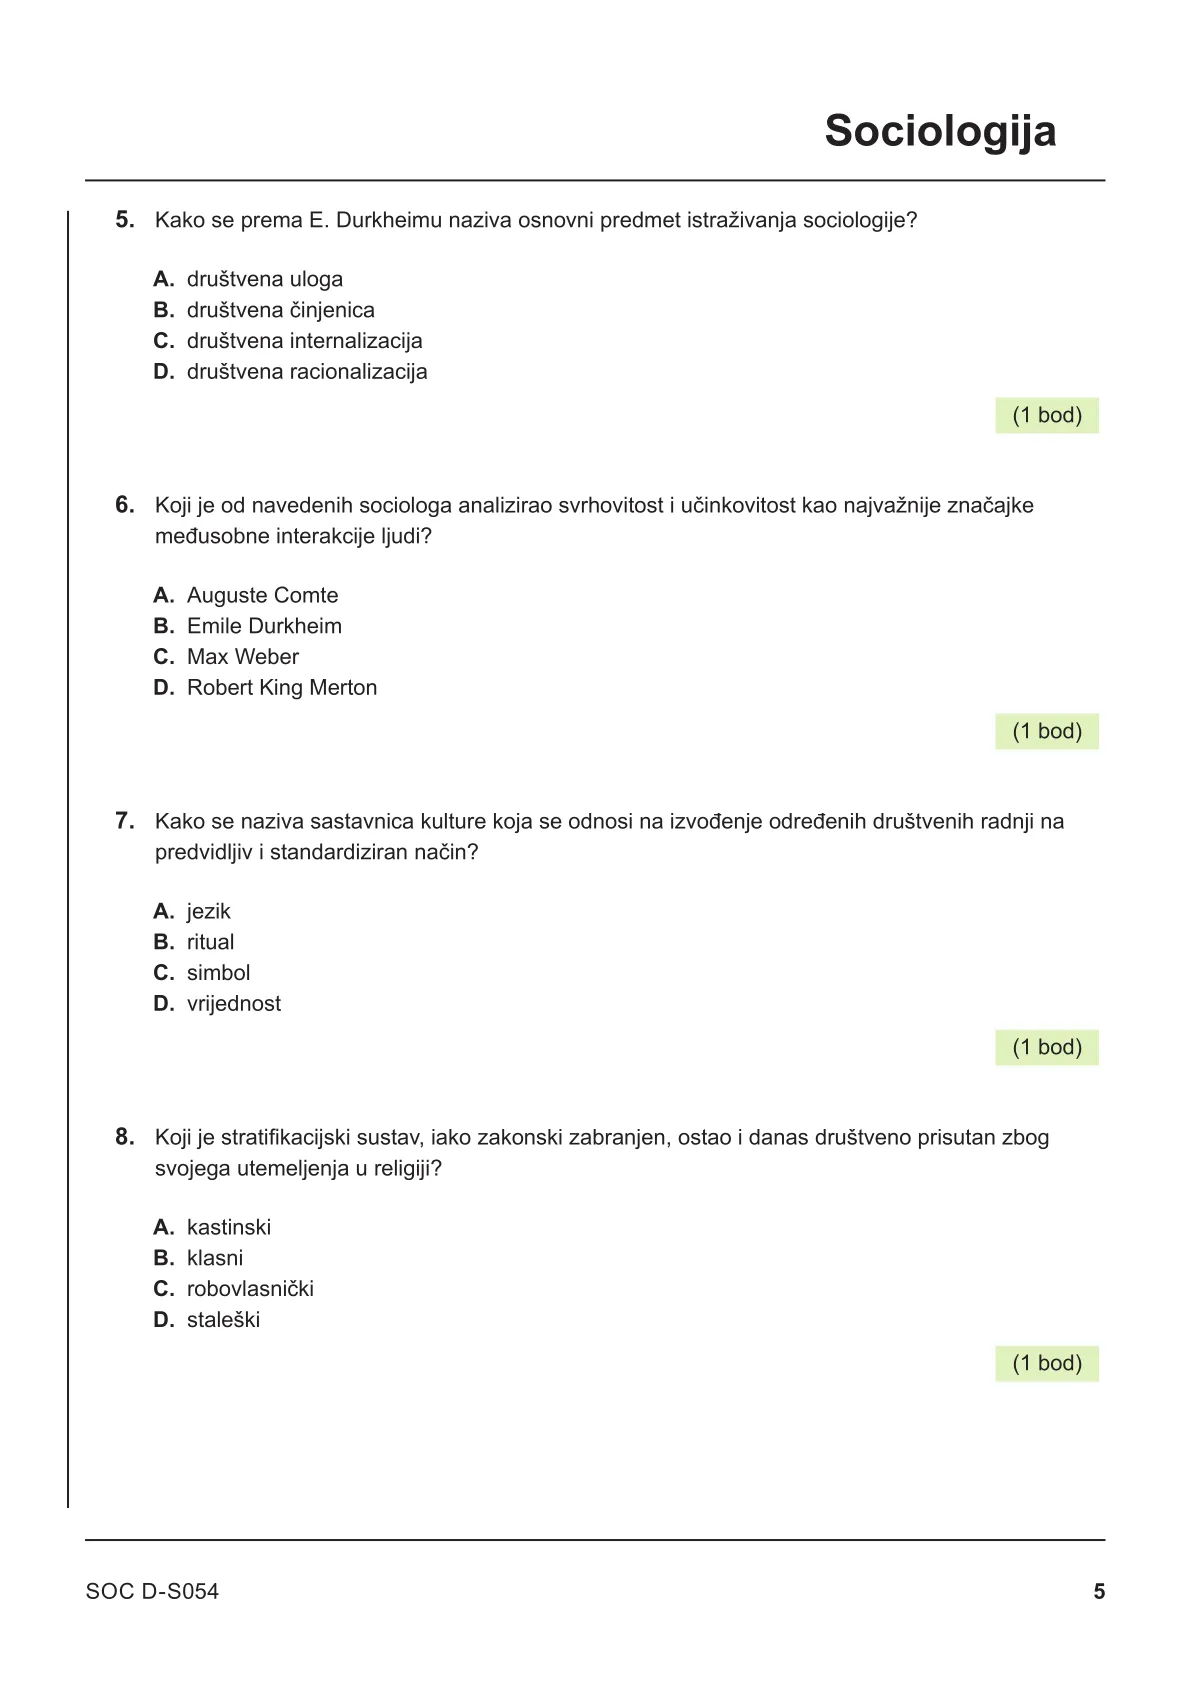 Sociologija
5. Kako se prema E. Durkheimu naziva osnovni predmet istraživanja sociologije?
A. društvena uloga
B. društvena činjenica
C. društvena internalizacija
D. društvena racionalizacija
(1 bod)
6. Koji je od navedenih sociologa analizirao svrhovitost i učinkovitost kao najvažnije značajke
međusobne interakcije ljudi?
A. Auguste Comte
B. Emile Durkheim
C. Max Weber
D. Robert King Merton
(1 bod)
7. Kako se naziva sastavnica kulture koja se odnosi na izvođenje određenih društvenih radnji na
predvidljiv i standardiziran način?
A. jezik
B. ritual
C. simbol
D. vrijednost
(1 bod)
8. Koji je stratifikacijski sustav, iako zakonski zabranjen, ostao i danas društveno prisutan zbog
svojega utemeljenja u religiji?
A. kastinski
B. klasni
C. robovlasnički
D. staleški
(1 bod)
SOC D-S054
5